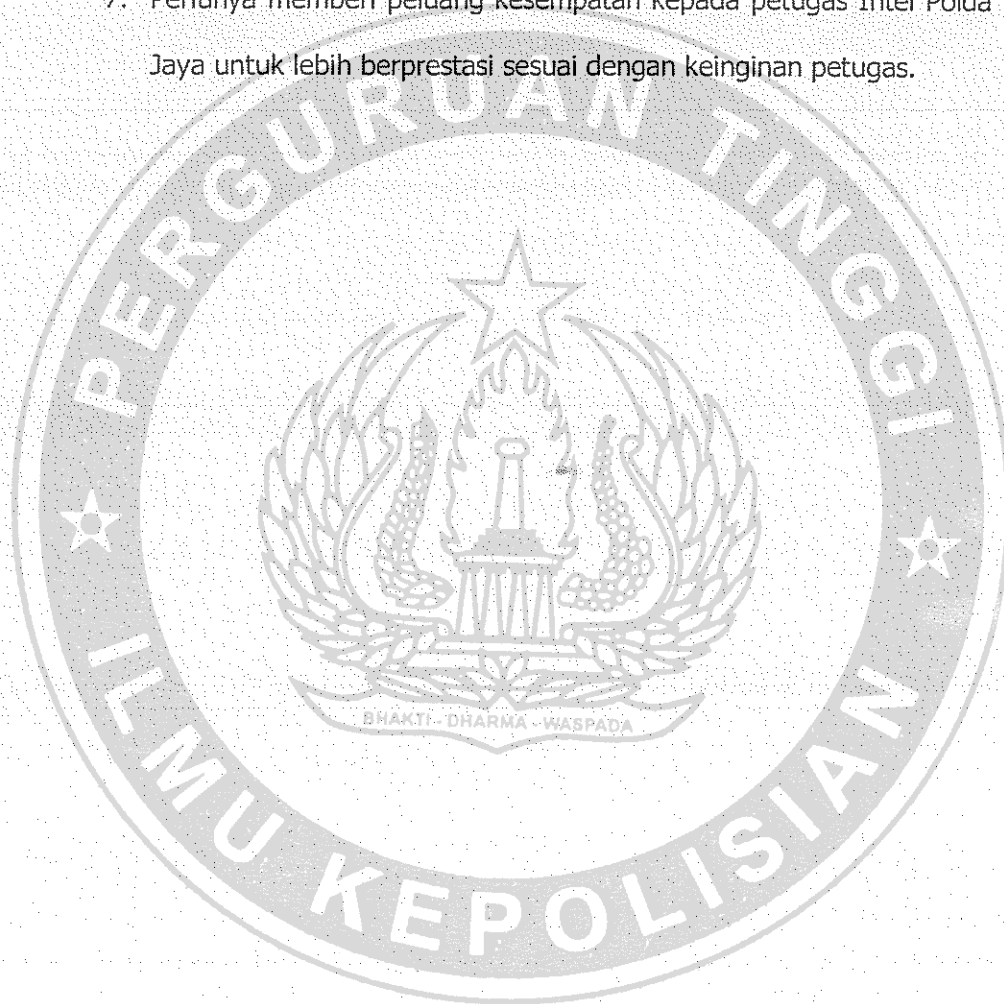 Perlunya memberi peluang kesempatan kepada petugas Intel Polda
Jaya untuk lebih berprestasi sesuai dengan keinginan petugas.
PERGURUAN TINGGI
BHAKTI - DHARMA - WASPADA
ILMU KEPOLISIAN